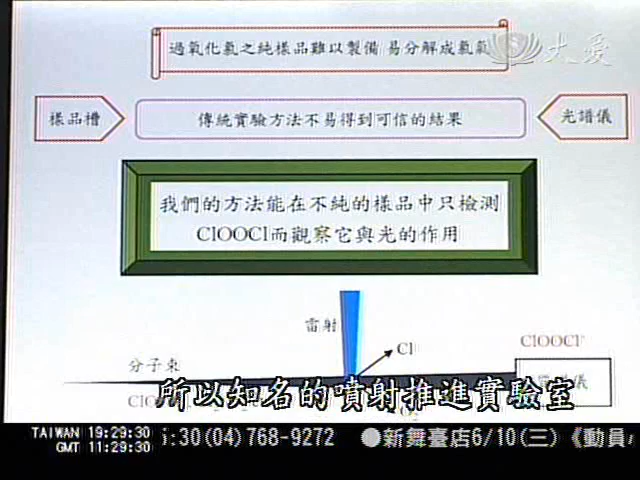 過氧化氯之純樣品難以製備 易分解成氯氣
大愛
樣品槽
傳統實驗方法不易得到可信的結果
光譜儀
我們的方法能在不純的樣品中只檢測
ClOOCl而觀察它與光的作用
雷射
Cl
ClOOCl
分子束
所以知名的噴射推進實驗室
TAIWAN 19:29:30
GMT 11:29:30
5:30(04)768-9272 ●新舞臺店6/10(三)《動員